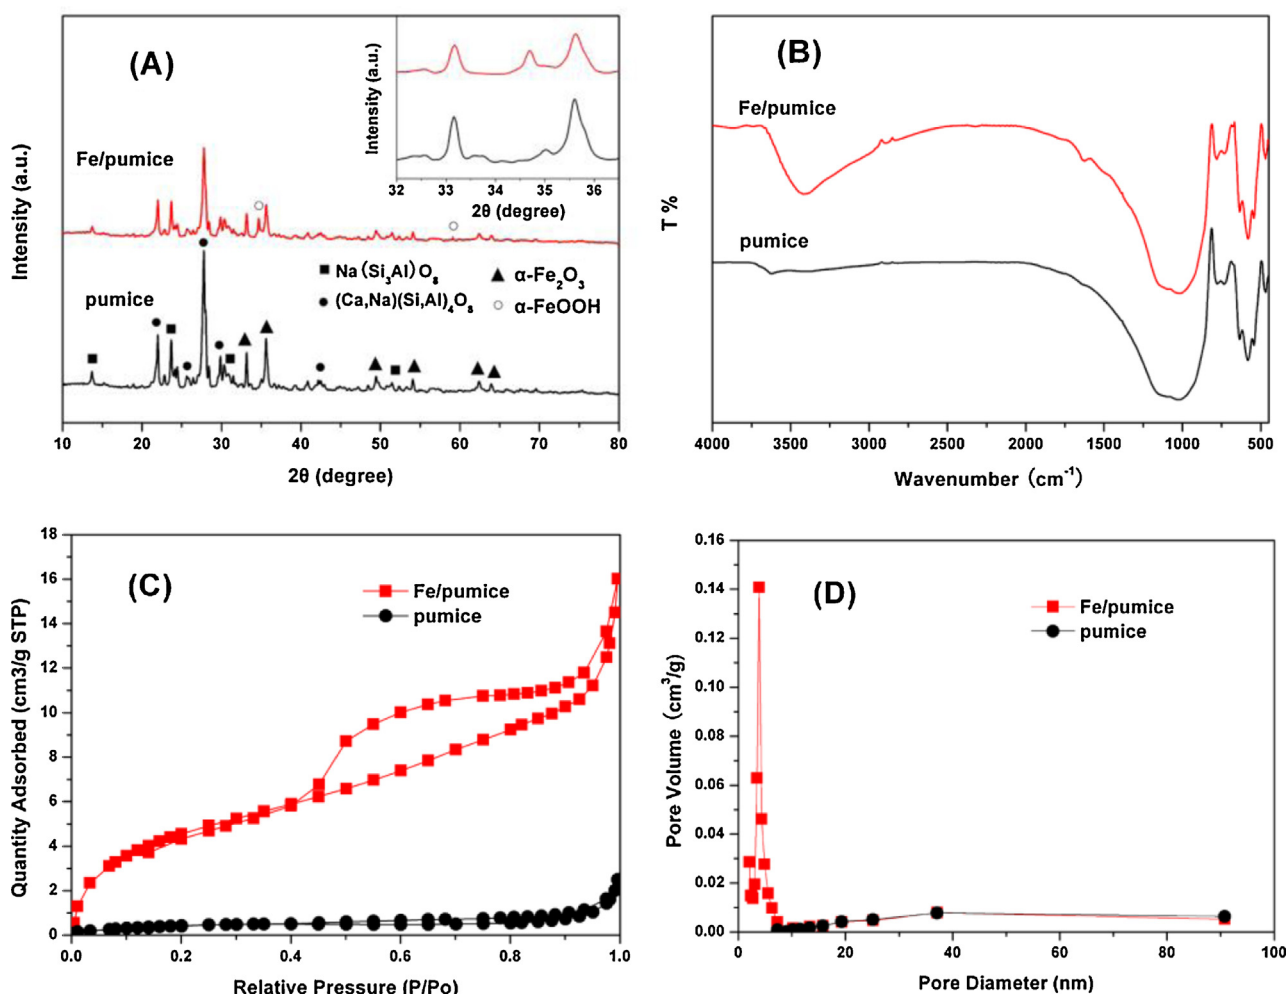 (A)
Intensity (a.u.)
Fe/pumice
pumice
■ Na(Si₃Al)O₈
● (Ca,Na)(Si,Al)₄O₈
▲ α-Fe₂O₃
○ α-FeOOH
10 20 30 40 50 60 70 80
2θ (degree)
Intensity (a.u.)
32 33 34 35 36
2θ (degree)
(B)
T %
Fe/pumice
pumice
4000 3500 3000 2500 2000 1500 1000 500
Wavenumber (cm⁻¹)
(C)
Quantity Adsorbed (cm3/g STP)
18
16
14
12
10
8
6
4
2
0
Fe/pumice
pumice
0.0 0.2 0.4 0.6 0.8 1.0
Relative Pressure (P/Po)
(D)
Pore Volume (cm³/g)
0.16
0.14
0.12
0.10
0.08
0.06
0.04
0.02
0.00
Fe/pumice
pumice
0 20 40 60 80 100
Pore Diameter (nm)